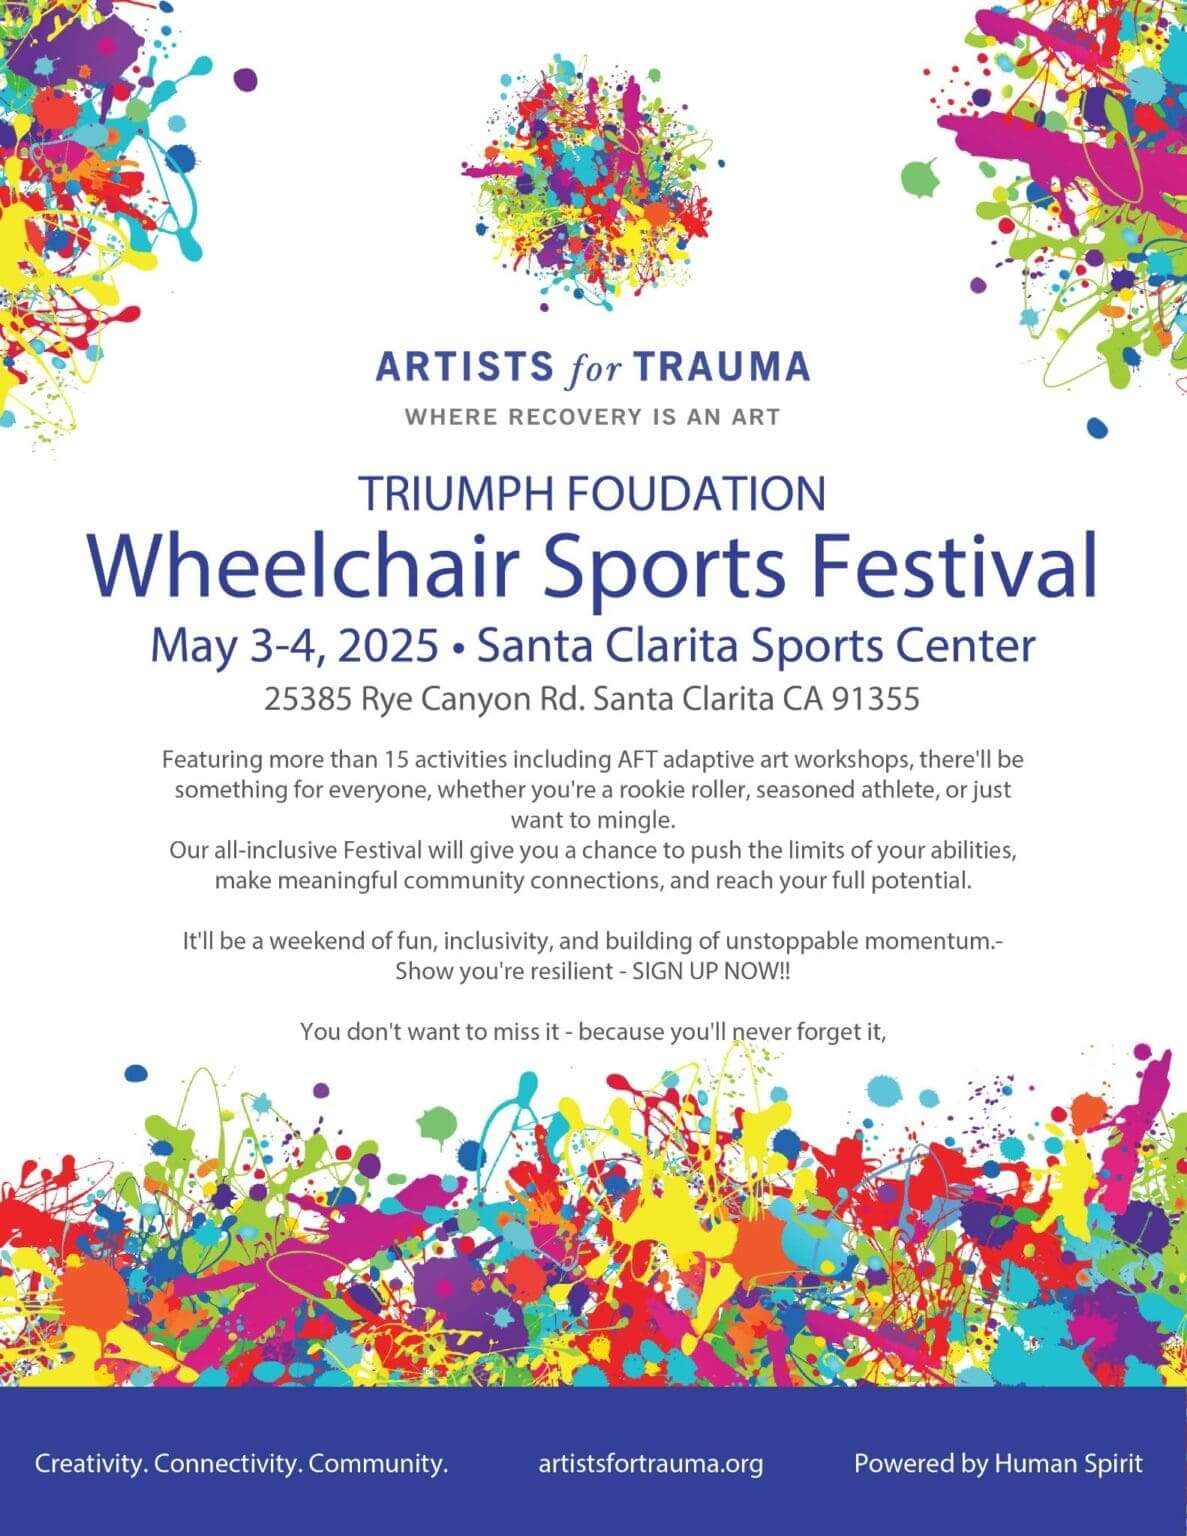 ARTISTS for TRAUMA
WHERE RECOVERY IS AN ART
TRIUMPH FOUDATION
Wheelchair Sports Festival
May 3-4, 2025 • Santa Clarita Sports Center
25385 Rye Canyon Rd. Santa Clarita CA 91355
Featuring more than 15 activities including AFT adaptive art workshops, there'll be
something for everyone, whether you're a rookie roller, seasoned athlete, or just
want to mingle.
Our all-inclusive Festival will give you a chance to push the limits of your abilities,
make meaningful community connections, and reach your full potential.
It'll be a weekend of fun, inclusivity, and building of unstoppable momentum.-
Show you're resilient - SIGN UP NOW!!
You don't want to miss it - because you'll never forget it,
Creativity. Connectivity. Community.
artistsfortrauma.org
Powered by Human Spirit